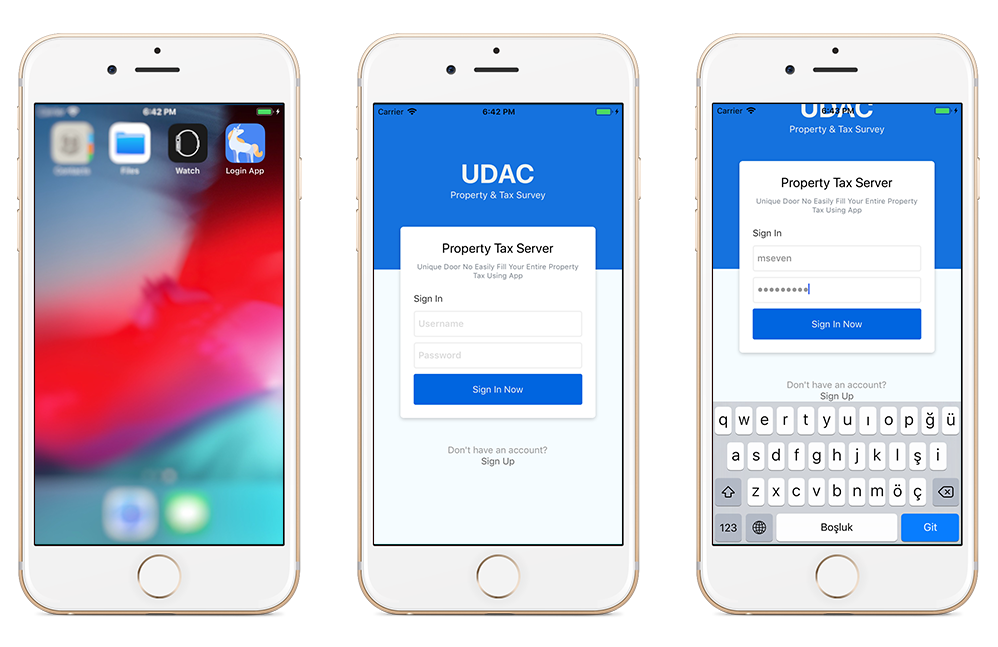 6:42 PM
Contacts
Files
Watch
Login App
Carrier
6:42 PM
UDAC
Property & Tax Survey
Property Tax Server
Unique Door No Easily Fill Your Entire Property
Tax Using App
Sign In
Username
Password
Sign In Now
Don't have an account?
Sign Up
Carrier
6:43 PM
UDAC
Property & Tax Survey
Property Tax Server
Unique Door No Easily Fill Your Entire Property
Tax Using App
Sign In
mseven
•••••••••
Sign In Now
Don't have an account?
Sign Up
q w e r t y u ı o p ğ ü
a s d f g h j k l ş i
z x c v b n m ö ç
123 Boşluk Git